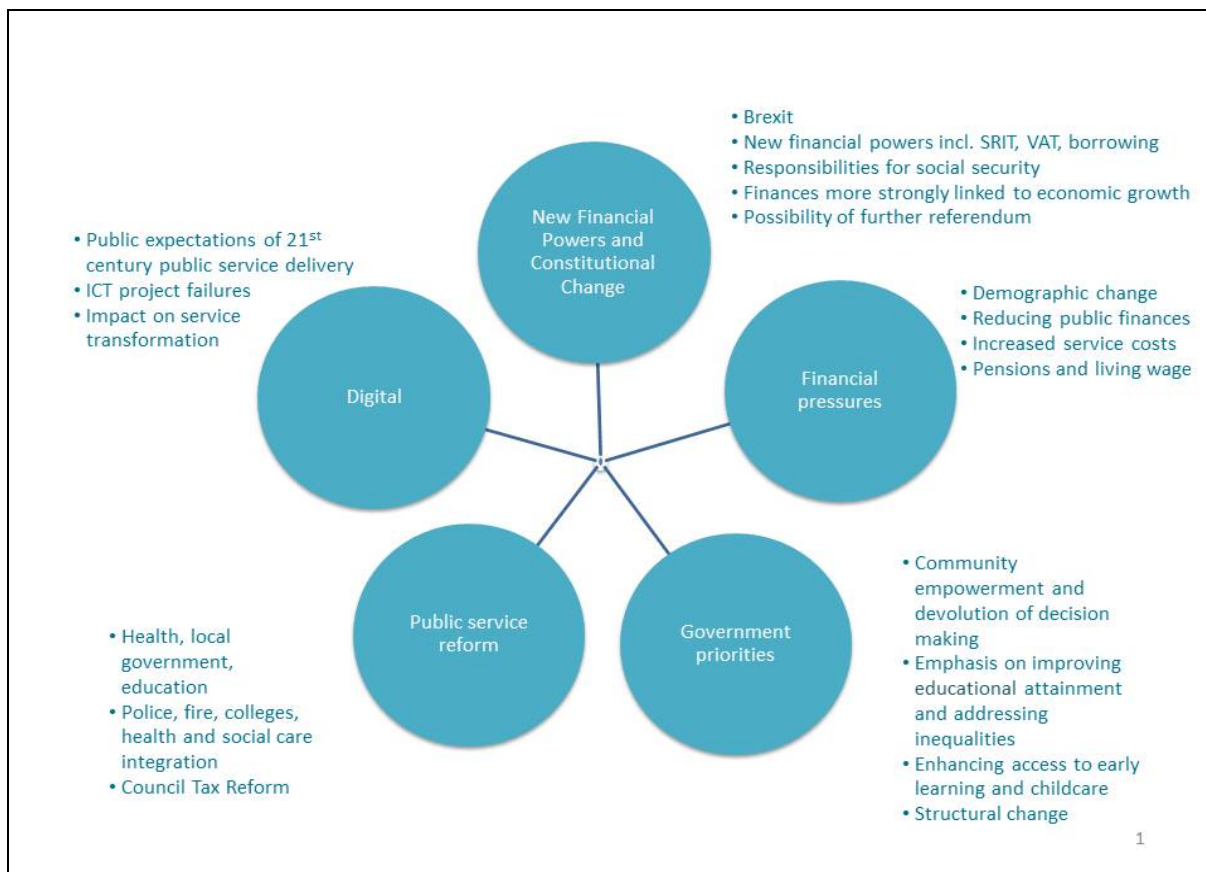 • Brexit
• New financial powers incl. SRIT, VAT, borrowing
• Responsibilities for social security
• Finances more strongly linked to economic growth
• Possibility of further referendum
New Financial
Powers and
Constitutional
Change
• Public expectations of 21st
century public service delivery
• ICT project failures
• Impact on service
transformation
Digital
• Demographic change
• Reducing public finances
• Increased service costs
• Pensions and living wage
Financial
pressures
Public service
reform
• Health, local
government,
education
• Police, fire, colleges,
health and social care
integration
• Council Tax Reform
Government
priorities
• Community
empowerment and
devolution of decision
making
• Emphasis on improving
educational attainment
and addressing
inequalities
• Enhancing access to early
learning and childcare
• Structural change
1